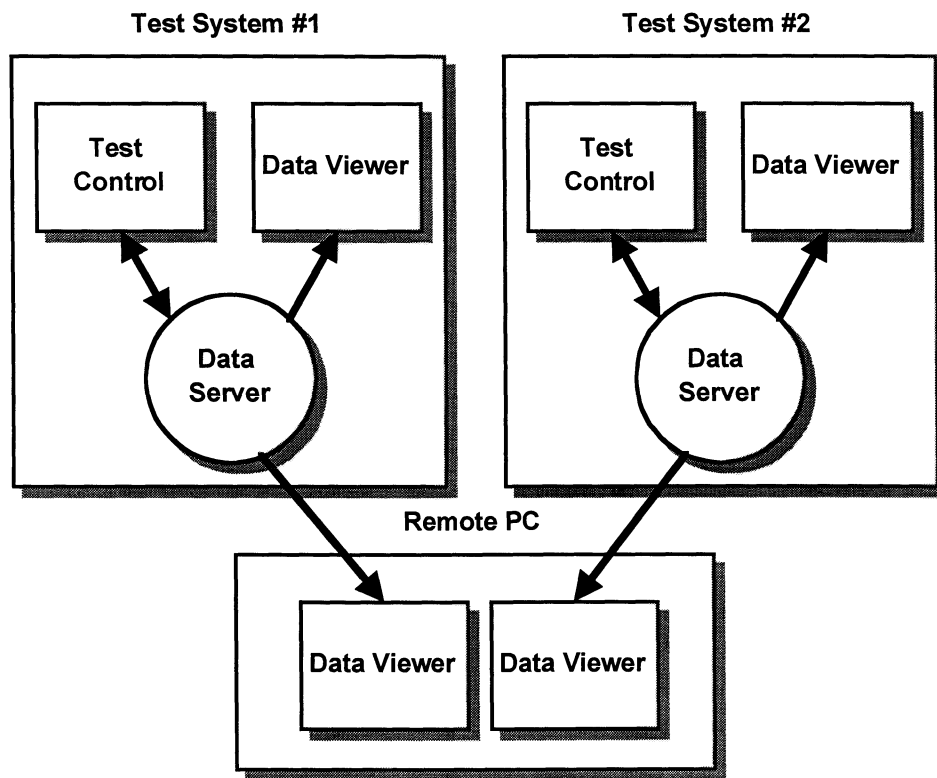 Test System #1
Test System #2
Test
Control
Data Viewer
Test
Control
Data Viewer
Data
Server
Data
Server
Remote PC
Data Viewer
Data Viewer